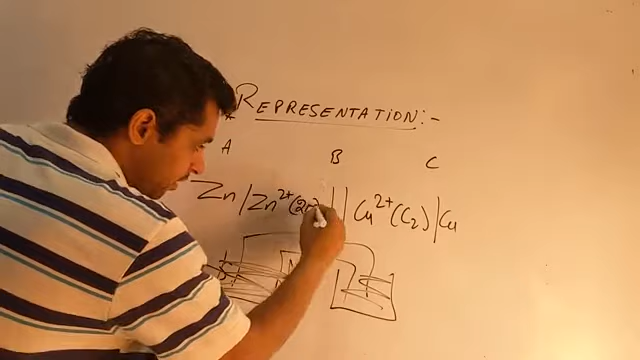 REPRESENTATION:-
A B C
Zn/Zn²⁺( || Cu²⁺(C₂)|Cu